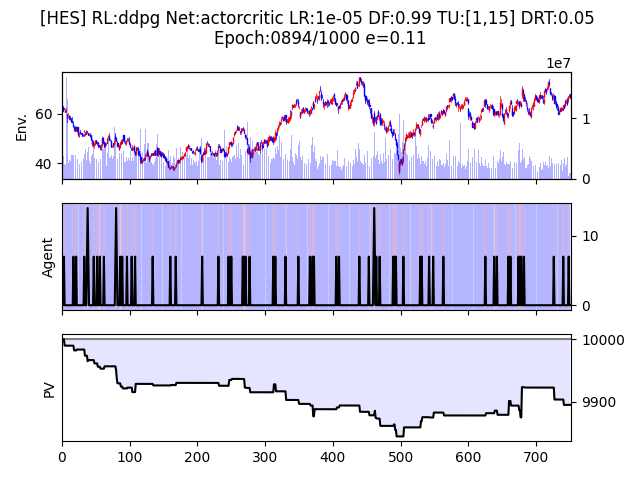 [HES] RL:ddpg Net:actorcritic LR:1e-05 DF:0.99 TU:[1,15] DRT:0.05
Epoch:0894/1000 e=0.11
1e7
Env.
60
40
1
0
Agent
10
0
PV
10000
9900
0 100 200 300 400 500 600 700